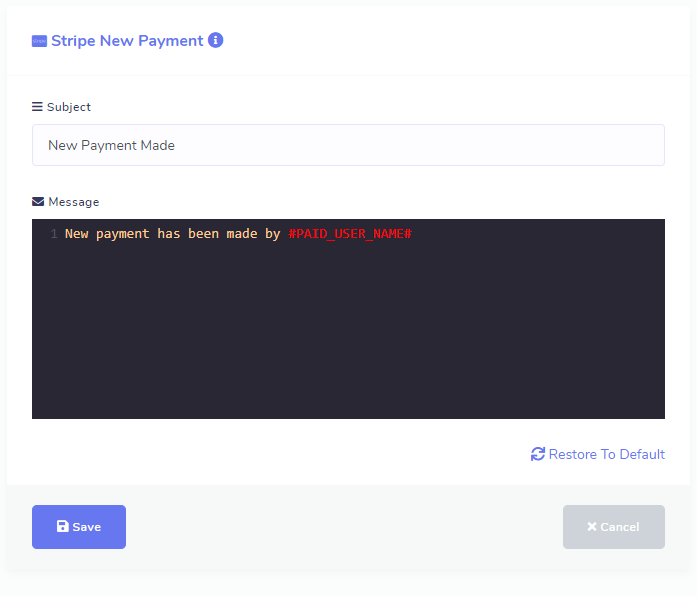 Stripe New Payment
Subject
New Payment Made
Message
1 New payment has been made by #PAID_USER_NAME#
Restore To Default
Save
Cancel